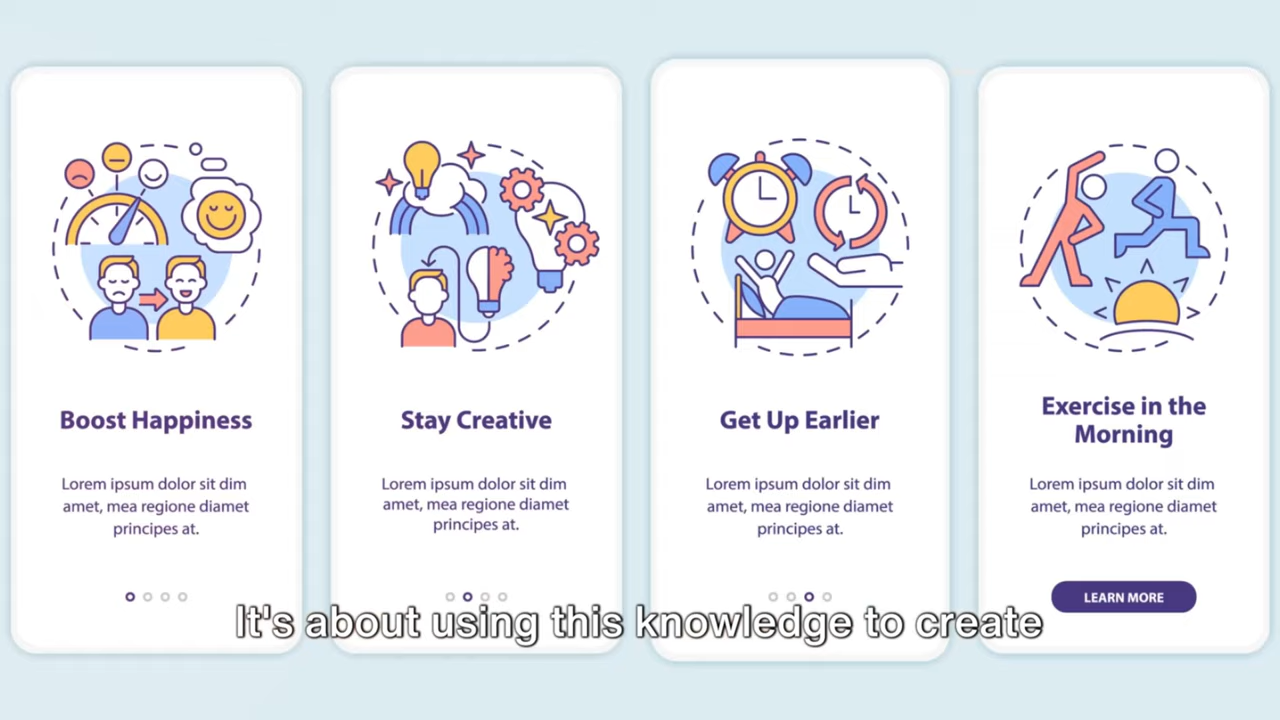 Boost Happiness
Lorem ipsum dolor sit dim
amet, mea regione diamet
principes at.
Stay Creative
Lorem ipsum dolor sit dim
amet, mea regione diamet
principes at.
Get Up Earlier
Lorem ipsum dolor sit dim
amet, mea regione diamet
principes at.
Exercise in the
Morning
Lorem ipsum dolor sit dim
amet, mea regione diamet
principes at.
LEARN MORE
It's about using this knowledge to create